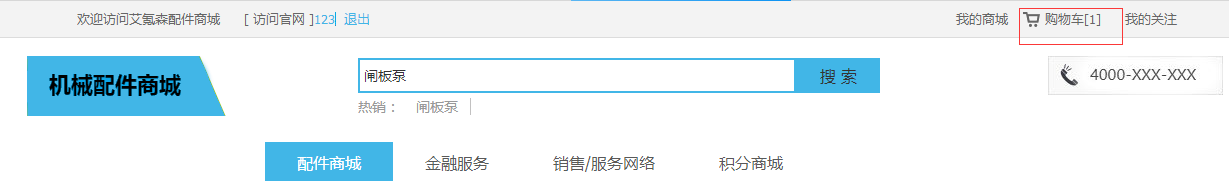 欢迎访问艾氪森配件商城 [ 访问官网 ]123| 退出 我的商城 购物车[1] 我的关注
机械配件商城 闸板泵 搜 索 4000-XXX-XXX
热销： 闸板泵
配件商城 金融服务 销售/服务网络 积分商城